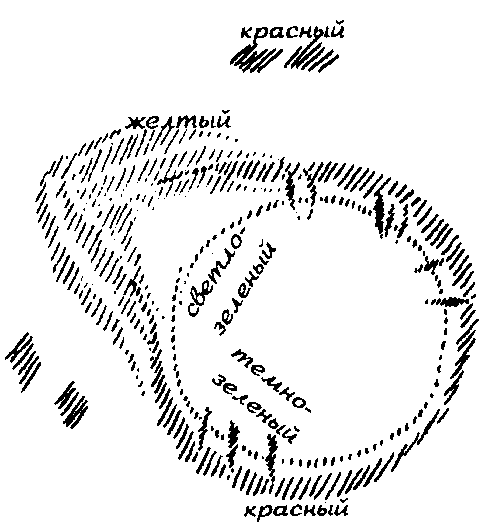 красный
желтый
светло-
зеленый
темно-
зеленый
красный